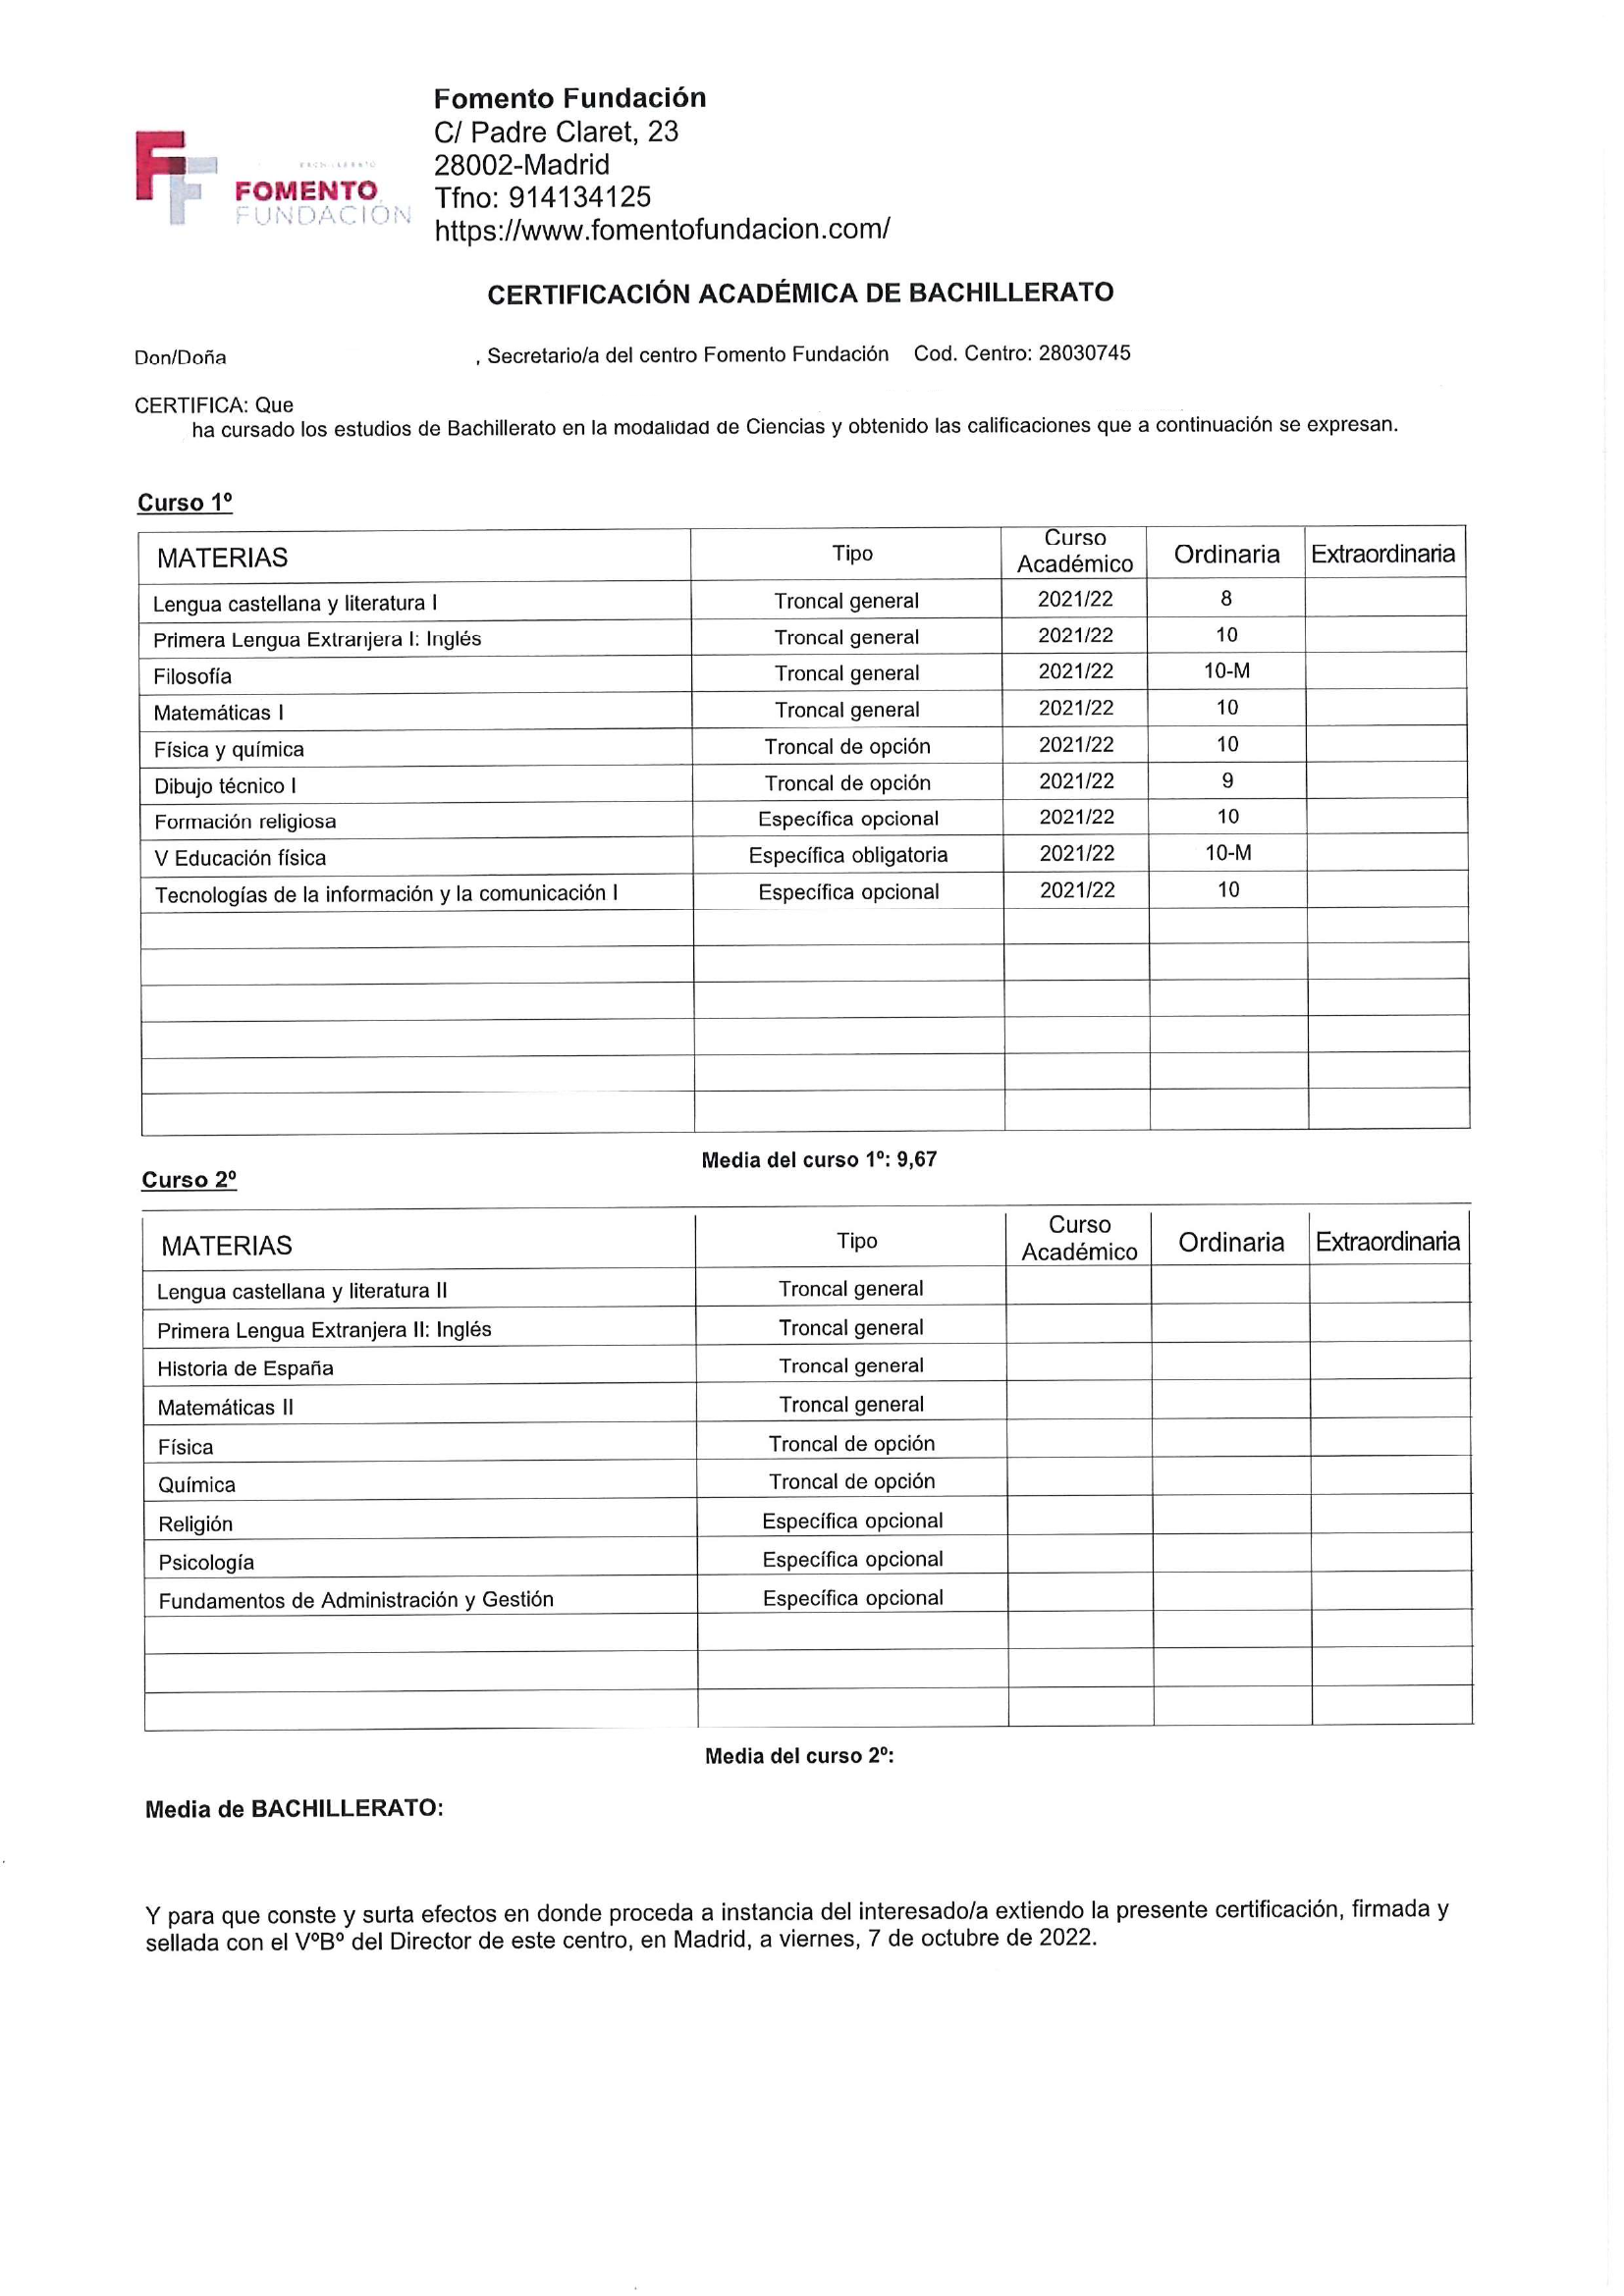 Fomento Fundación
C/ Padre Claret, 23
28002-Madrid
Tfno: 914134125
https://www.fomentofundacion.com/
BACHILLERATO
FOMENTO
FUNDACIÓN
CERTIFICACIÓN ACADÉMICA DE BACHILLERATO
Don/Doña , Secretario/a del centro Fomento Fundación Cod. Centro: 28030745
CERTIFICA: Que
ha cursado los estudios de Bachillerato en la modalidad de Ciencias y obtenido las calificaciones que a continuación se expresan.
Curso 1º
MATERIAS Tipo Curso Académico Ordinaria Extraordinaria
Lengua castellana y literatura I Troncal general 2021/22 8
Primera Lengua Extranjera I: Inglés Troncal general 2021/22 10
Filosofía Troncal general 2021/22 10-M
Matemáticas I Troncal general 2021/22 10
Física y química Troncal de opción 2021/22 10
Dibujo técnico I Troncal de opción 2021/22 9
Formación religiosa Específica opcional 2021/22 10
V Educación física Específica obligatoria 2021/22 10-M
Tecnologías de la información y la comunicación I Específica opcional 2021/22 10
Media del curso 1º: 9,67
Curso 2º
MATERIAS Tipo Curso Académico Ordinaria Extraordinaria
Lengua castellana y literatura II Troncal general
Primera Lengua Extranjera II: Inglés Troncal general
Historia de España Troncal general
Matemáticas II Troncal general
Física Troncal de opción
Química Troncal de opción
Religión Específica opcional
Psicología Específica opcional
Fundamentos de Administración y Gestión Específica opcional
Media del curso 2º:
Media de BACHILLERATO:
Y para que conste y surta efectos en donde proceda a instancia del interesado/a extiendo la presente certificación, firmada y
sellada con el VºBº del Director de este centro, en Madrid, a viernes, 7 de octubre de 2022.